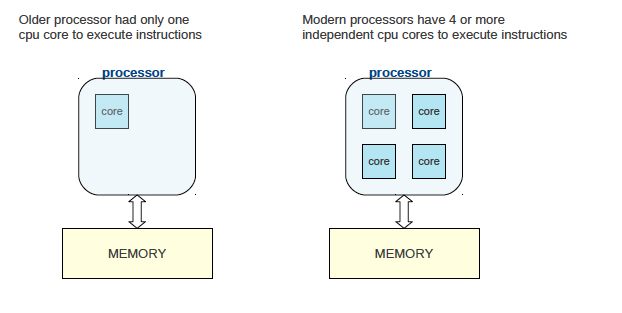 Older processor had only one
cpu core to execute instructions
processor
core
MEMORY
Modern processors have 4 or more
independent cpu cores to execute instructions
processor
core core
core core
MEMORY